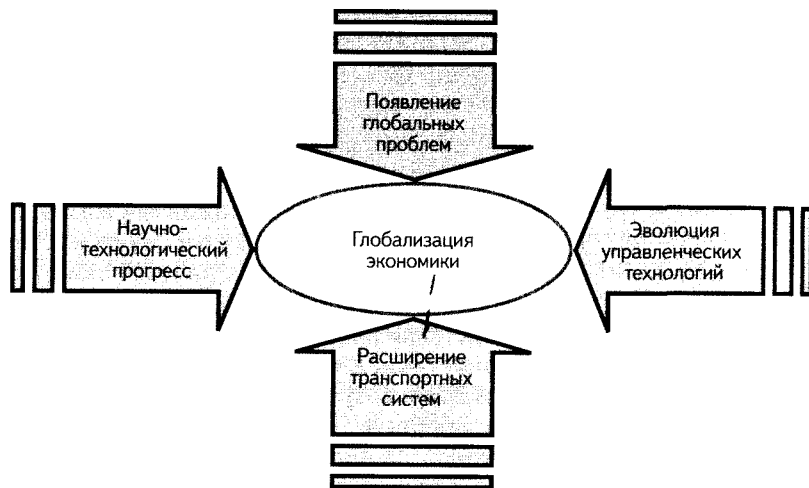 Появление
глобальных
проблем
Научно-
технологический
прогресс
Глобализация
экономики
Эволюция
управленческих
технологий
Расширение
транспортных
систем